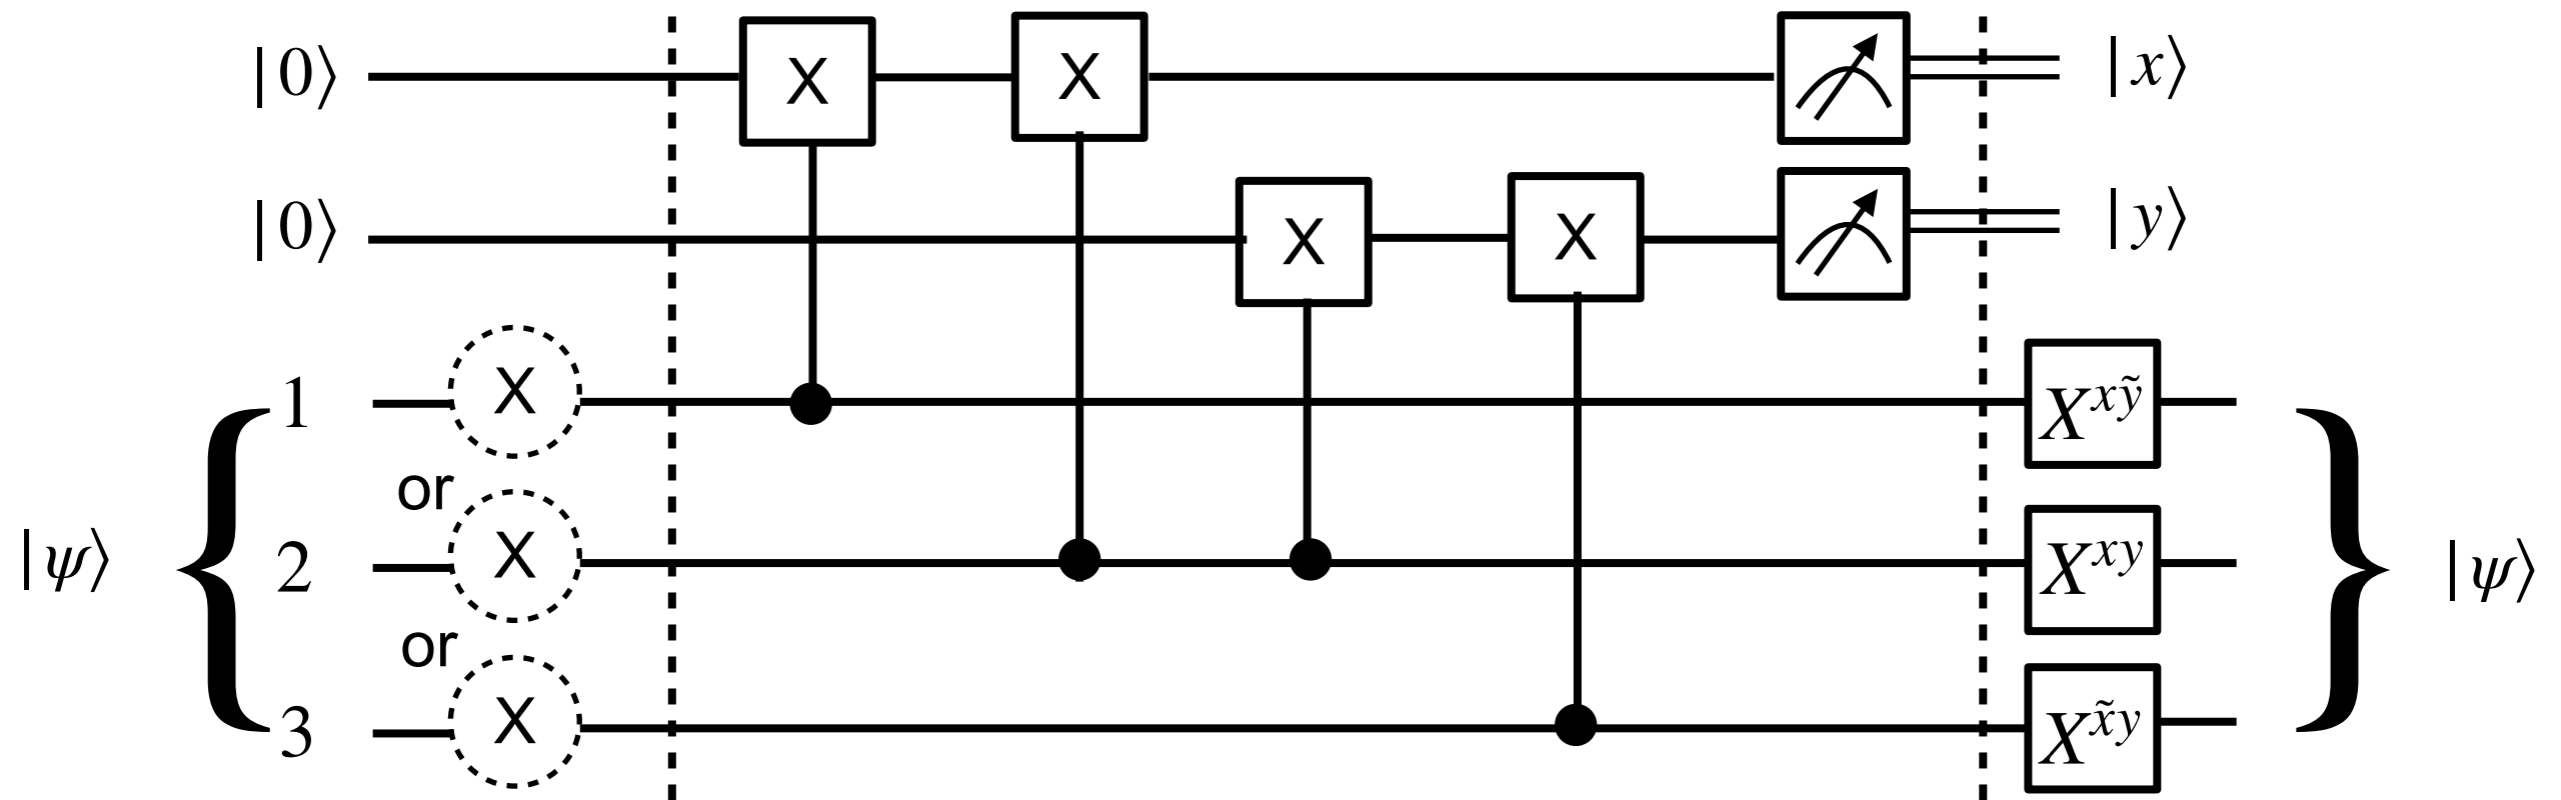 |0⟩ X X |x⟩
|0⟩ X X |y⟩
1 X X^{xỹ}
or
|ψ⟩ { 2 X X^{xy} } |ψ⟩
or
3 X X^{x̃y}